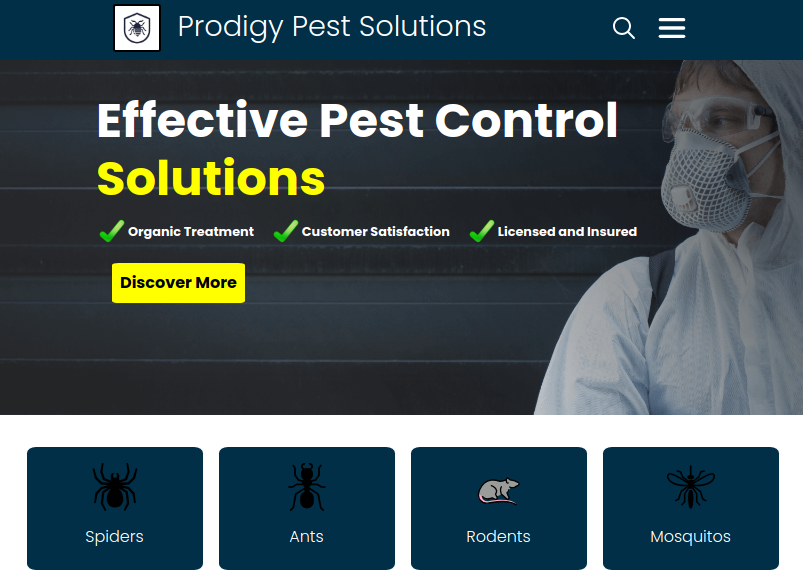 Prodigy Pest Solutions
Effective Pest Control
Solutions
Organic Treatment Customer Satisfaction Licensed and Insured
Discover More
Spiders Ants Rodents Mosquitos